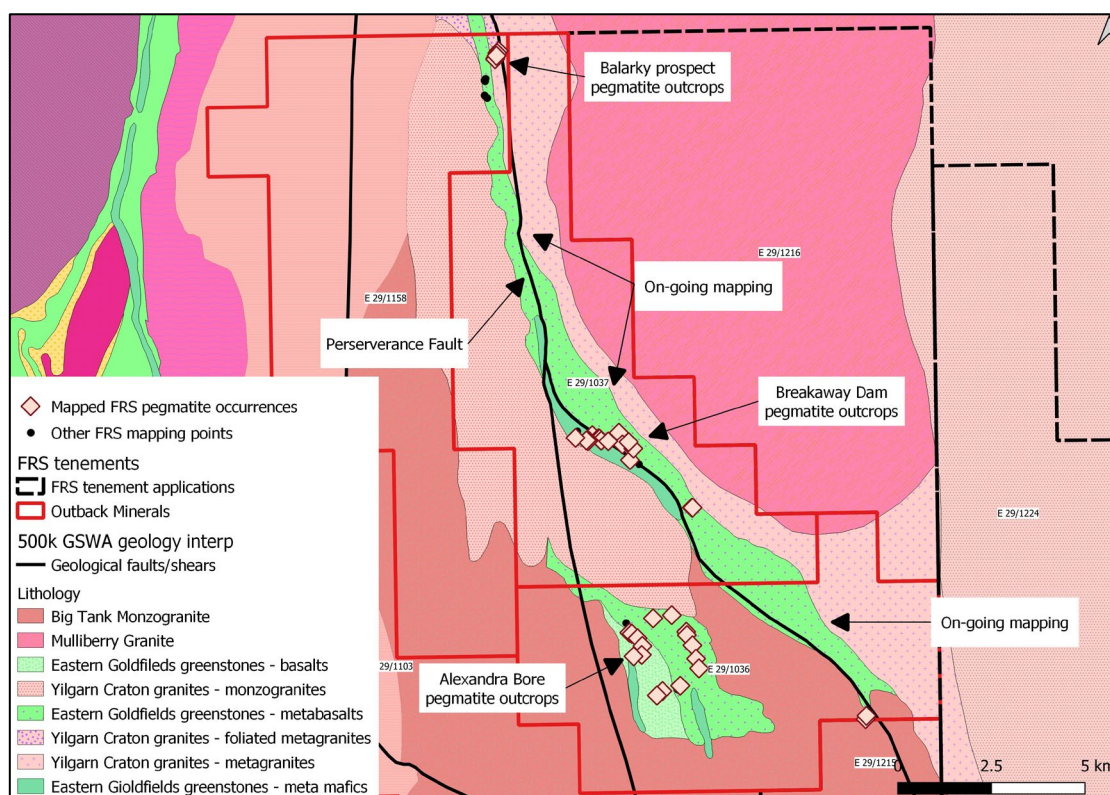 Balarky prospect
pegmatite outcrops
E 29/1216
On-going mapping
E 29/1158
Perserverance Fault
E 29/1037
Breakaway Dam
pegmatite outcrops
Mapped FRS pegmatite occurrences
Other FRS mapping points
FRS tenements
FRS tenement applications
Outback Minerals
500k GSWA geology interp
Geological faults/shears
Lithology
Big Tank Monzogranite
Mulliberry Granite
Eastern Goldfileds greenstones - basalts
Yilgarn Craton granites - monzogranites
Eastern Goldfields greenstones - metabasalts
Yilgarn Craton granites - foliated metagranites
Yilgarn Craton granites - metagranites
Eastern Gioldfields greenstones - meta mafics
E 29/1224
On-going mapping
Alexandra Bore
pegmatite outcrops
E 29/1036
29/1103
E 29/1215
0 2.5 5 km